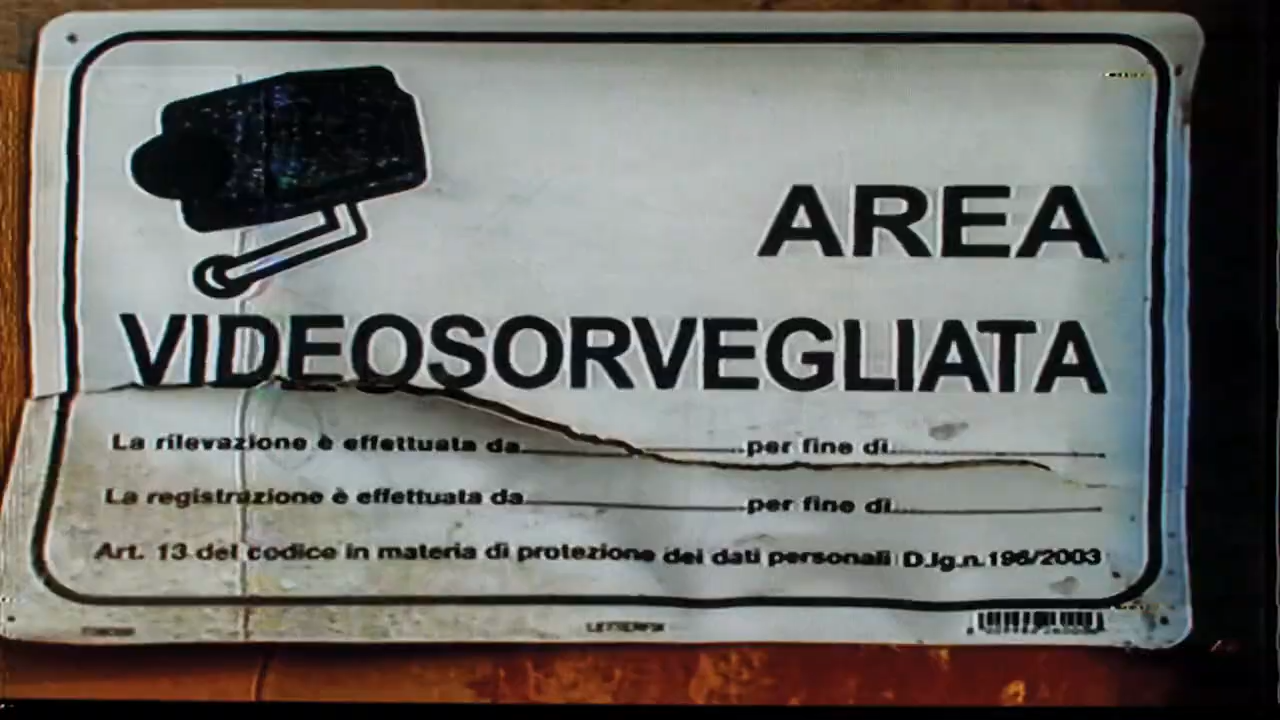 AREA
VIDEOSORVEGLIATA
La rilevazione è effettuata da per fine di
La registrazione è effettuata da per fine di
Art. 13 del codice in materia di protezione dei dati personali D.lg.n.196/2003
LETTERFIX